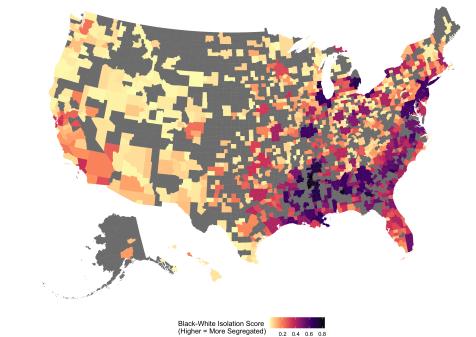 Black-White Isolation Score
(Higher = More Segregated)
0.2 0.4 0.6 0.8